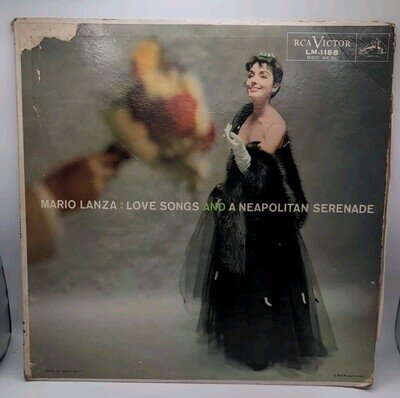 RCA VICTOR
LM-1188
RED SEAL
MARIO LANZA : LOVE SONGS AND A NEAPOLITAN SERENADE